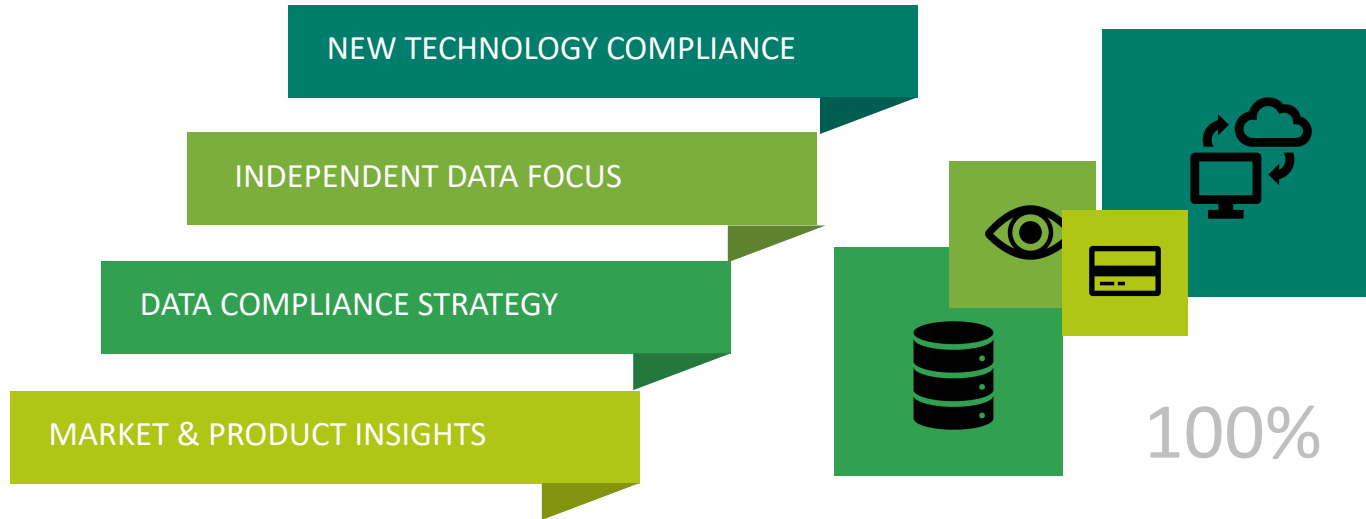 NEW TECHNOLOGY COMPLIANCE
INDEPENDENT DATA FOCUS
DATA COMPLIANCE STRATEGY
MARKET & PRODUCT INSIGHTS
100%